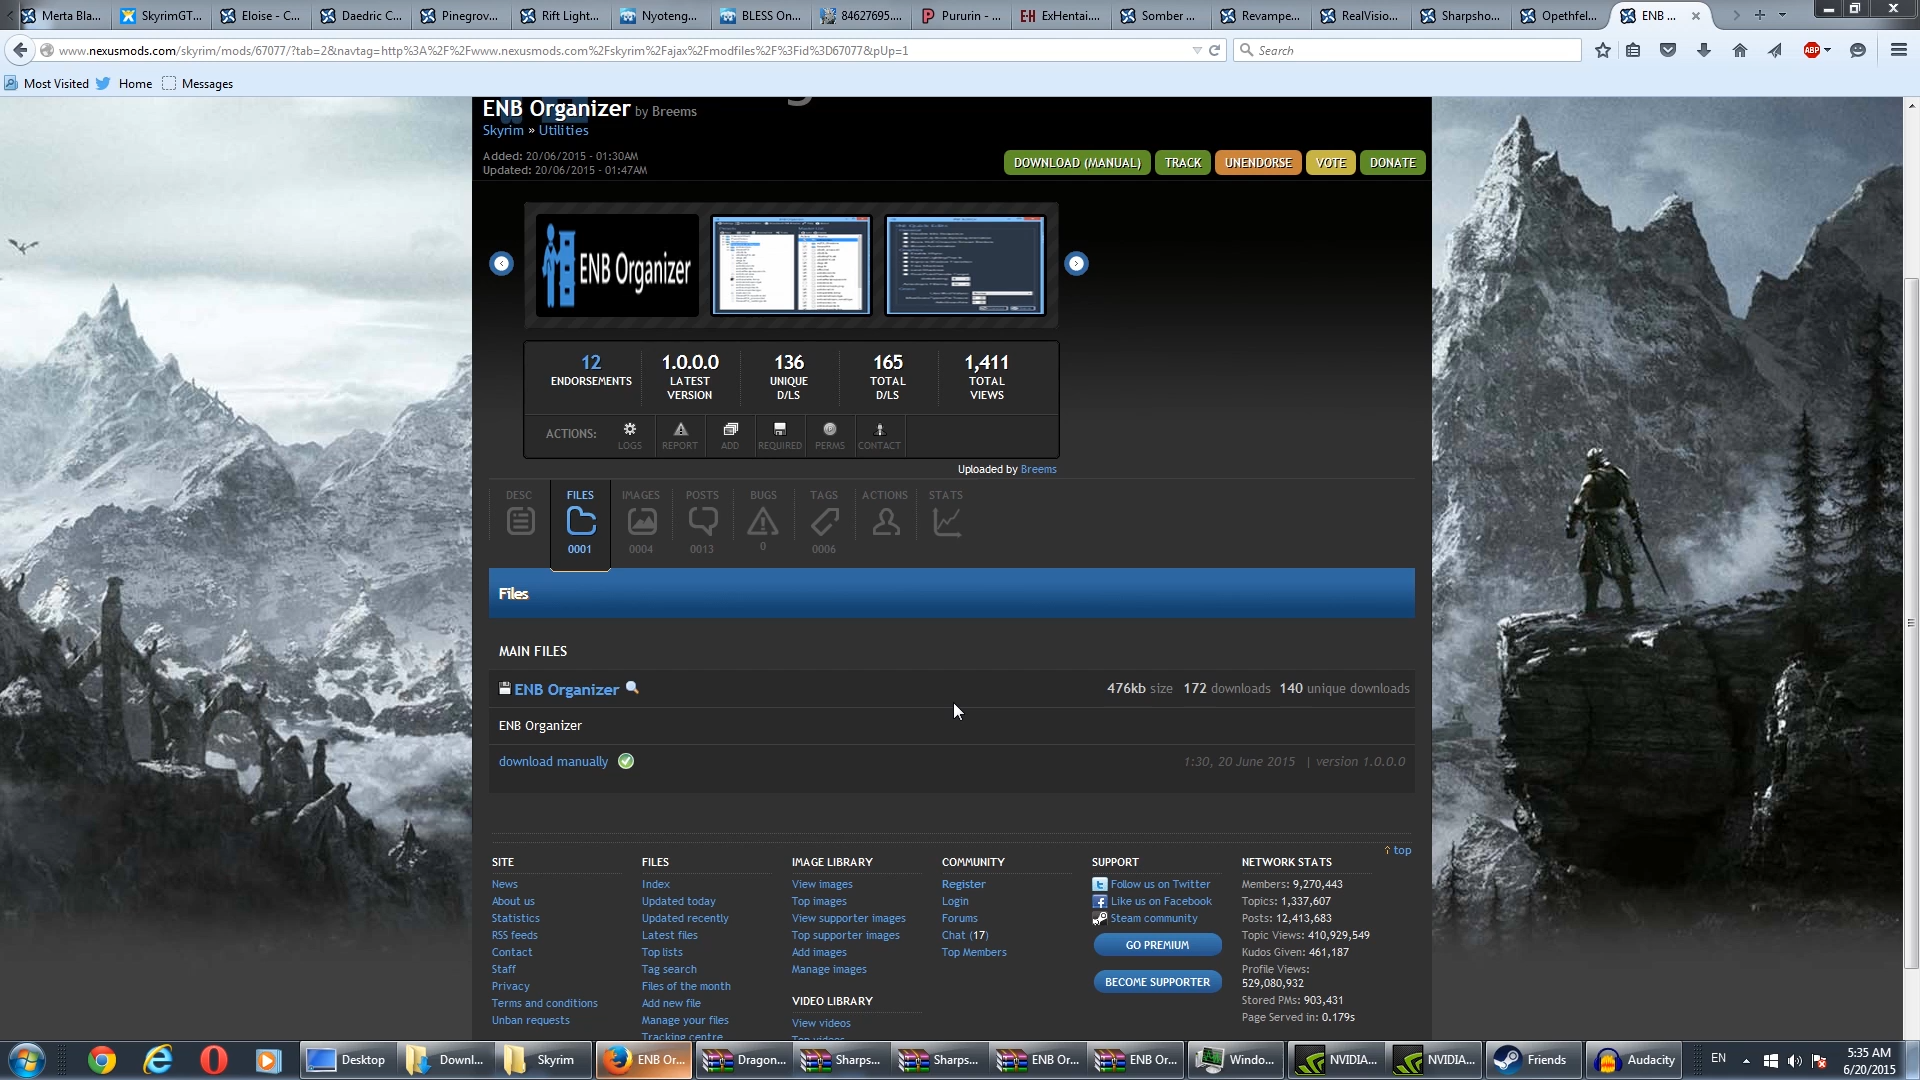 Merta Bla... SkyrimGT... Eloise - C... Daedric C... Pinegrov... Rift Light... Nyoteng... BLESS On... 84627695.... Pururin - ... ExHentai.... Somber ... Revampe... RealVisio... Sharpsho... Opethfel... ENB ...
www.nexusmods.com/skyrim/mods/67077/?tab=2&navtag=http%3A%2F%2Fwww.nexusmods.com%2Fskyrim%2Fajax%2Fmodfiles%2F%3Fid%3D67077&pUp=1 Search ABP
Most Visited Home Messages
ENB Organizer by Breems
Skyrim » Utilities
Added: 20/06/2015 - 01:30AM
Updated: 20/06/2015 - 01:47AM
DOWNLOAD (MANUAL) TRACK UNENDORSE VOTE DONATE
ENB Organizer
12 1.0.0.0 136 165 1,411
ENDORSEMENTS LATEST VERSION UNIQUE D/LS TOTAL D/LS TOTAL VIEWS
ACTIONS: LOGS REPORT ADD REQUIRED PERMS CONTACT
Uploaded by Breems
DESC FILES IMAGES POSTS BUGS TAGS ACTIONS STATS
0001 0004 0013 0 0006
Files
MAIN FILES
ENB Organizer 476kb size 172 downloads 140 unique downloads
ENB Organizer
download manually 1:30, 20 June 2015 | version 1.0.0.0
top
SITE
News
About us
Statistics
RSS feeds
Contact
Staff
Privacy
Terms and conditions
Unban requests
FILES
Index
Updated today
Updated recently
Latest files
Top lists
Tag search
Files of the month
Add new file
Manage your files
Tracking centre
IMAGE LIBRARY
View images
Top images
View supporter images
Top supporter images
Add images
Manage images
VIDEO LIBRARY
View videos
Top videos
COMMUNITY
Register
Login
Forums
Chat (17)
Top Members
SUPPORT
Follow us on Twitter
Like us on Facebook
Steam community
GO PREMIUM
BECOME SUPPORTER
NETWORK STATS
Members: 9,270,443
Topics: 1,337,607
Posts: 12,413,683
Topic Views: 410,929,549
Kudos Given: 461,187
Profile Views:
529,080,932
Stored PMs: 903,431
Page Served in: 0.179s
Desktop Downl... Skyrim ENB Or... Dragon... Sharps... Sharps... ENB Or... ENB Or... Windo... NVIDIA... NVIDIA... Friends Audacity EN 5:35 AM
6/20/2015